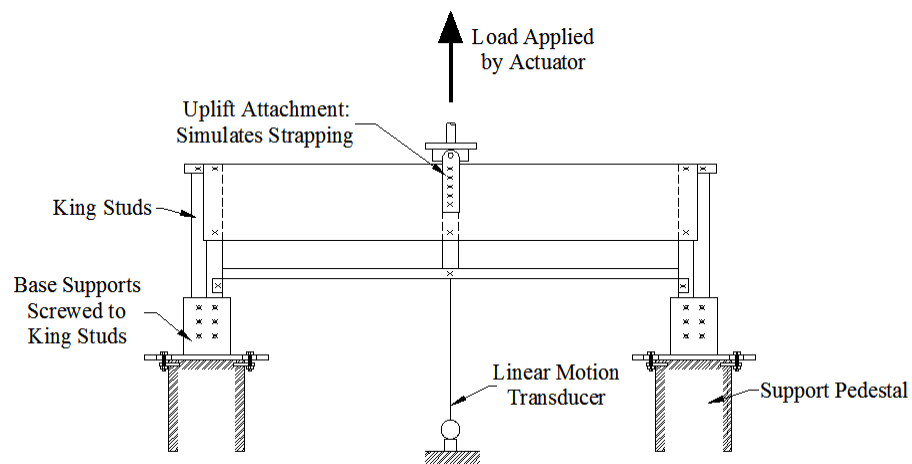 Load Applied
by Actuator
Uplift Attachment:
Simulates Strapping
King Studs
Base Supports
Screwed to
King Studs
Linear Motion
Transducer
Support Pedestal